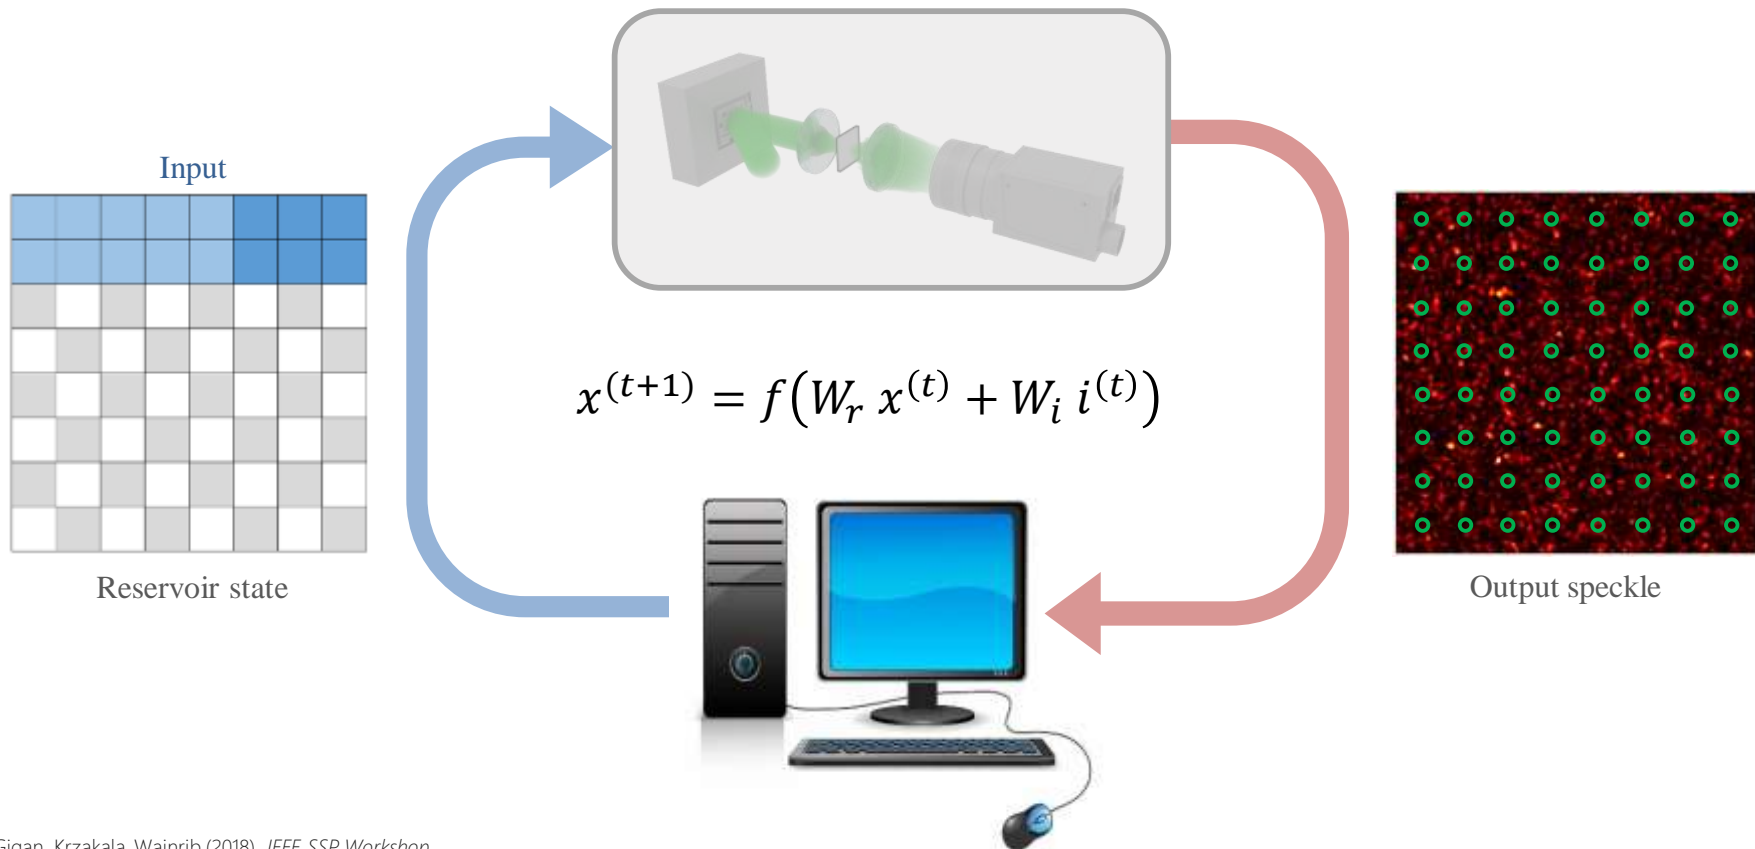 Input
x^{(t+1)} = f(W_r x^{(t)} + W_i i^{(t)})
Reservoir state
Output speckle
Gigan, Krzakala, Wainrib (2018), IEEE SSP Workshop